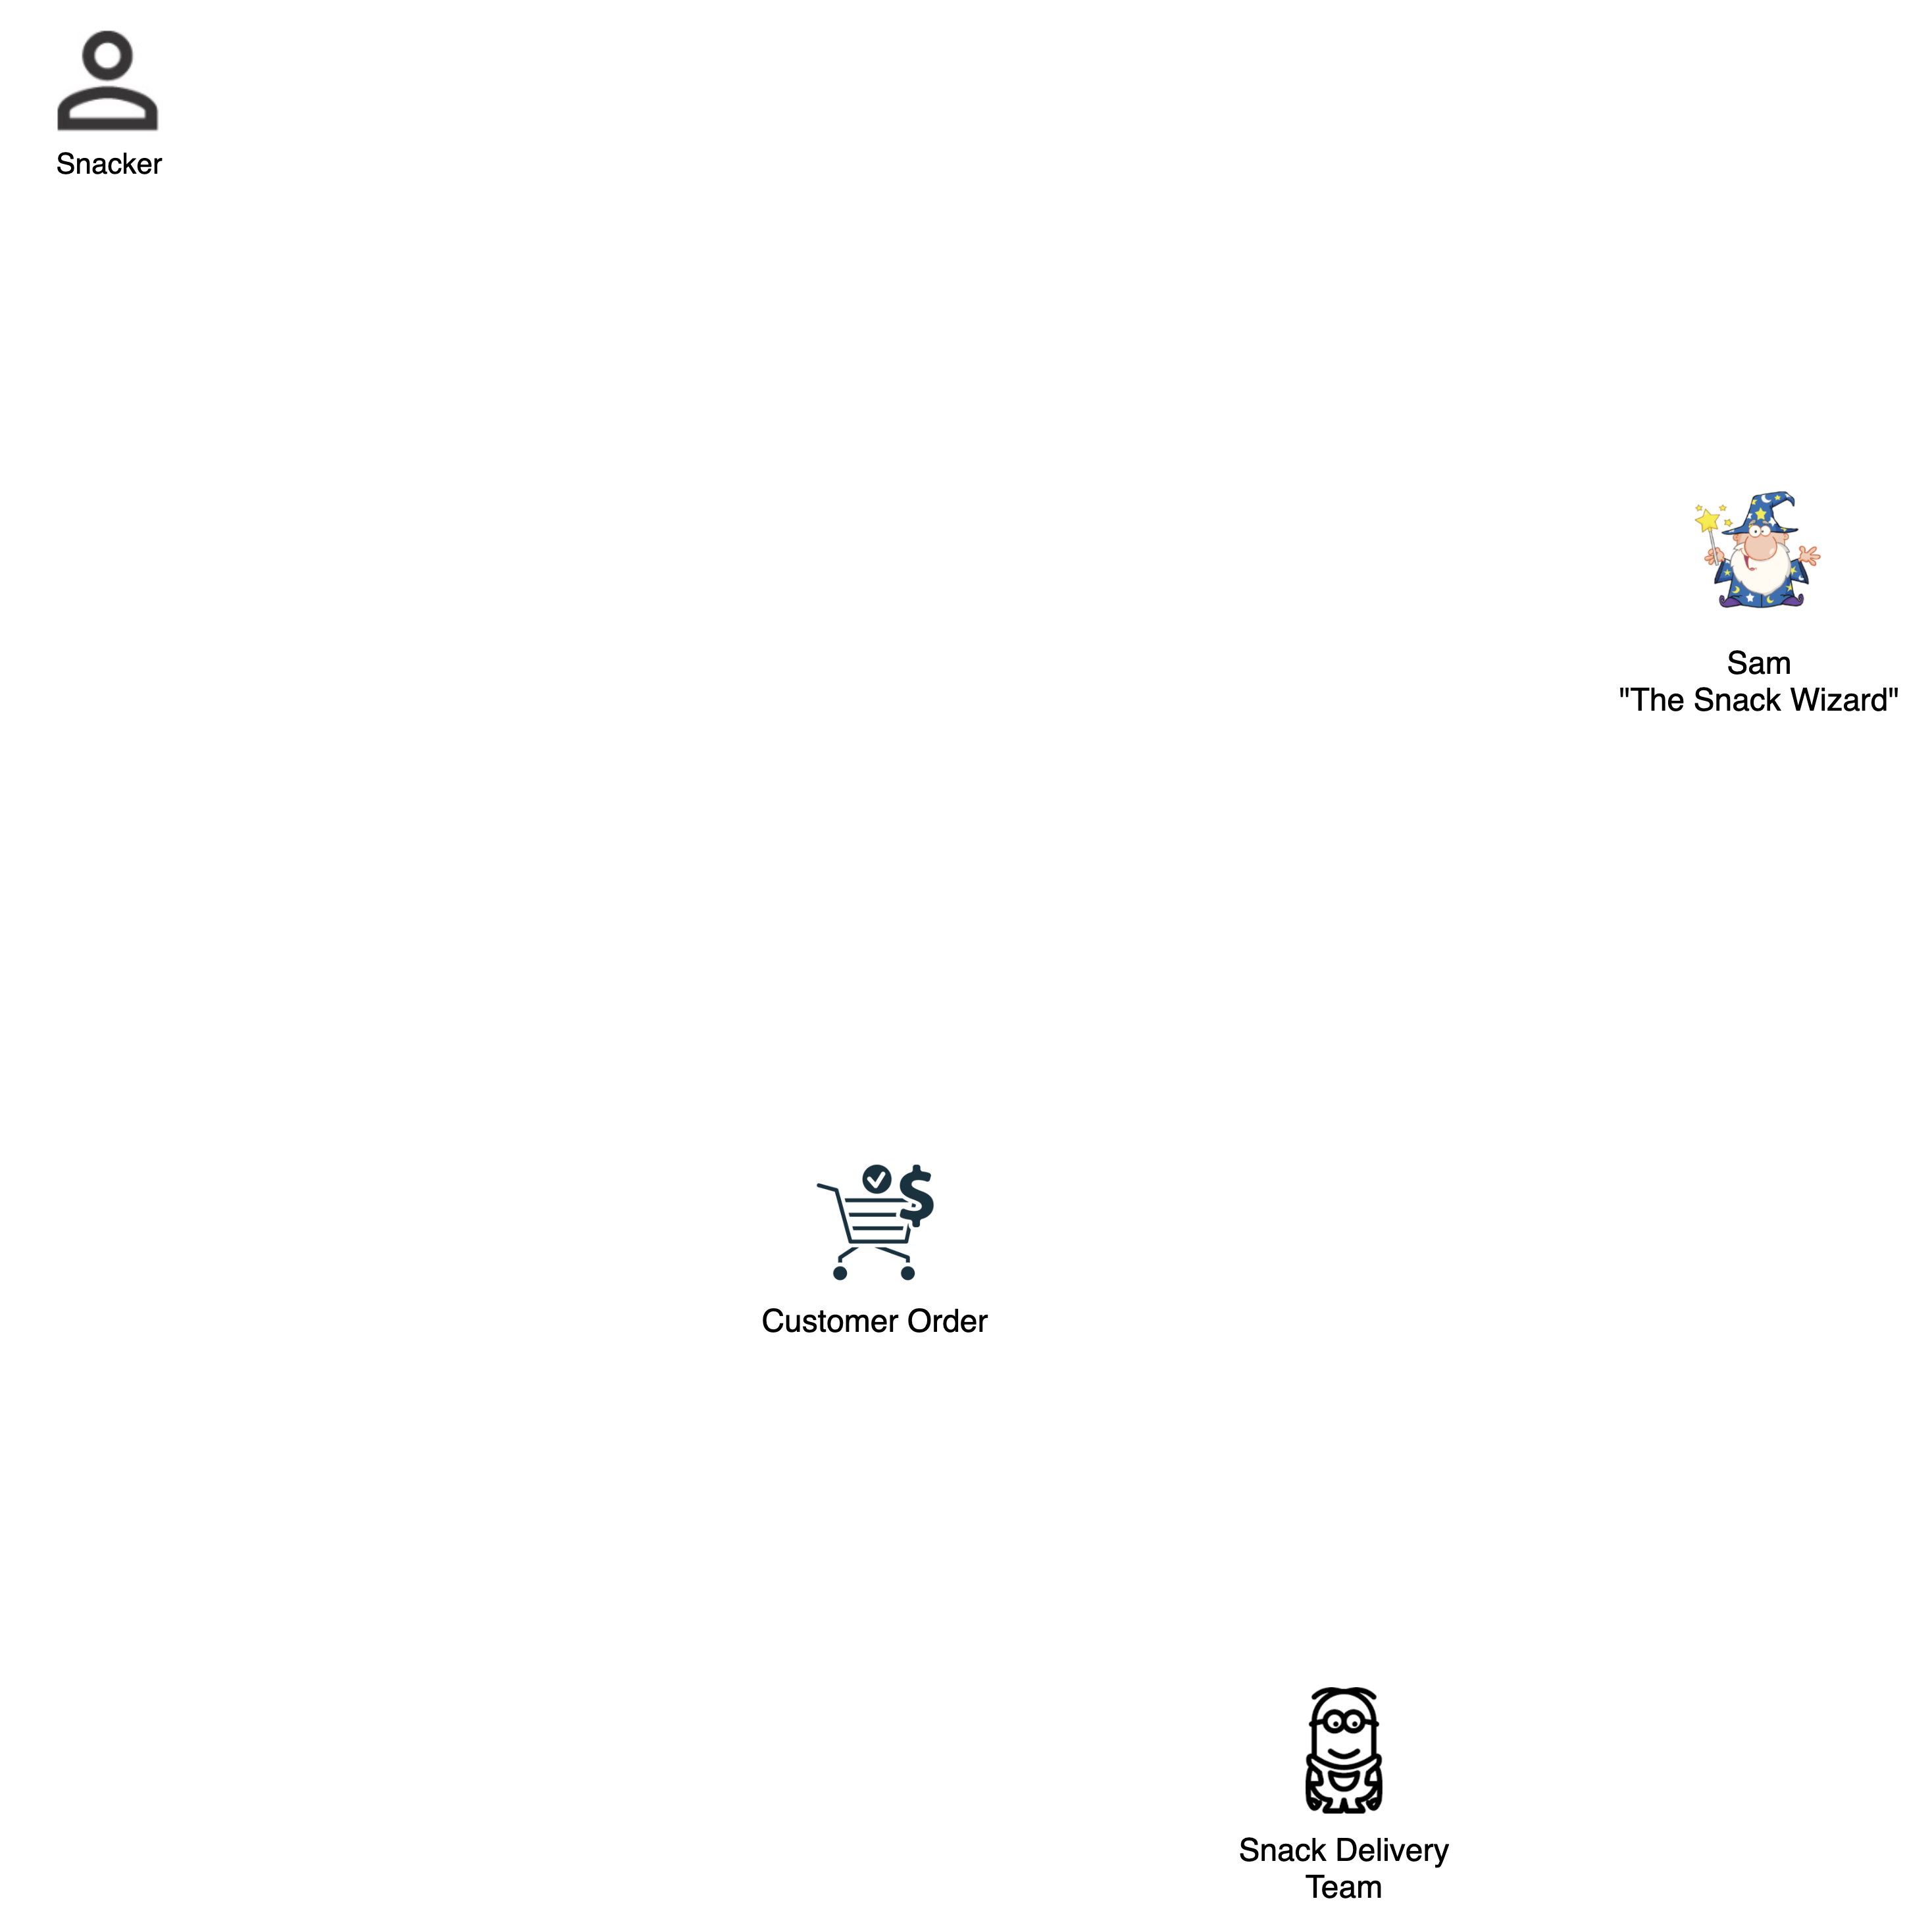 Snacker
Sam
"The Snack Wizard"
Customer Order
Snack Delivery
Team